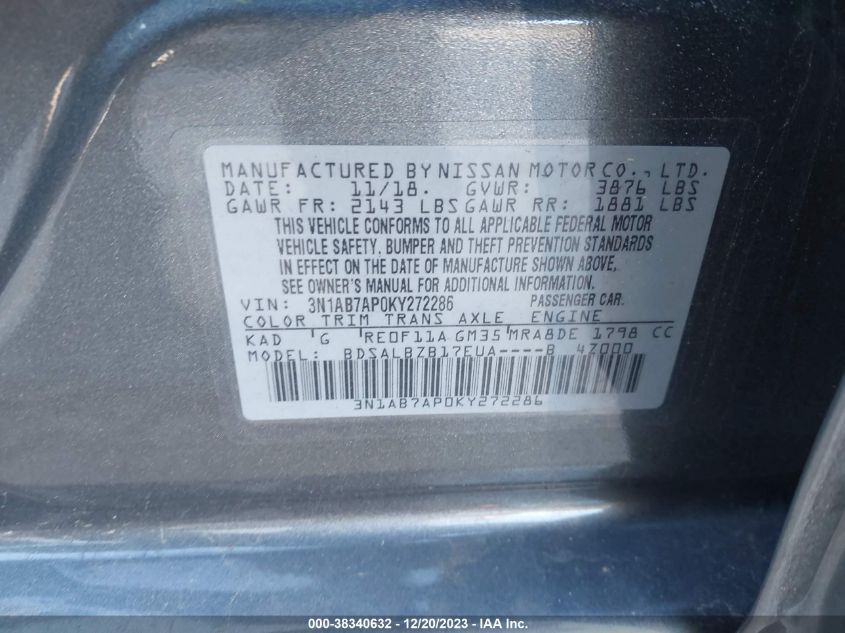 MANUFACTURED BY NISSAN MOTOR CO., LTD.
DATE: 11/18. GVWR: 3876 LBS
GAWR FR: 2143 LBS GAWR RR: 1881 LBS
THIS VEHICLE CONFORMS TO ALL APPLICABLE FEDERAL MOTOR
VEHICLE SAFETY, BUMPER AND THEFT PREVENTION STANDARDS
IN EFFECT ON THE DATE OF MANUFACTURE SHOWN ABOVE.
SEE OWNER'S MANUAL FOR ADDITIONAL INFORMATION.
VIN: 3N1AB7AP0KY272286 PASSENGER CAR.
COLOR TRIM TRANS AXLE ENGINE
KAD G RE0F11A GM35 MRA8DE 1798 CC
MODEL: BDSALBZB17EUA----B 4Z000
3N1AB7AP0KY272286
000-38340632 - 12/20/2023 - IAA Inc.